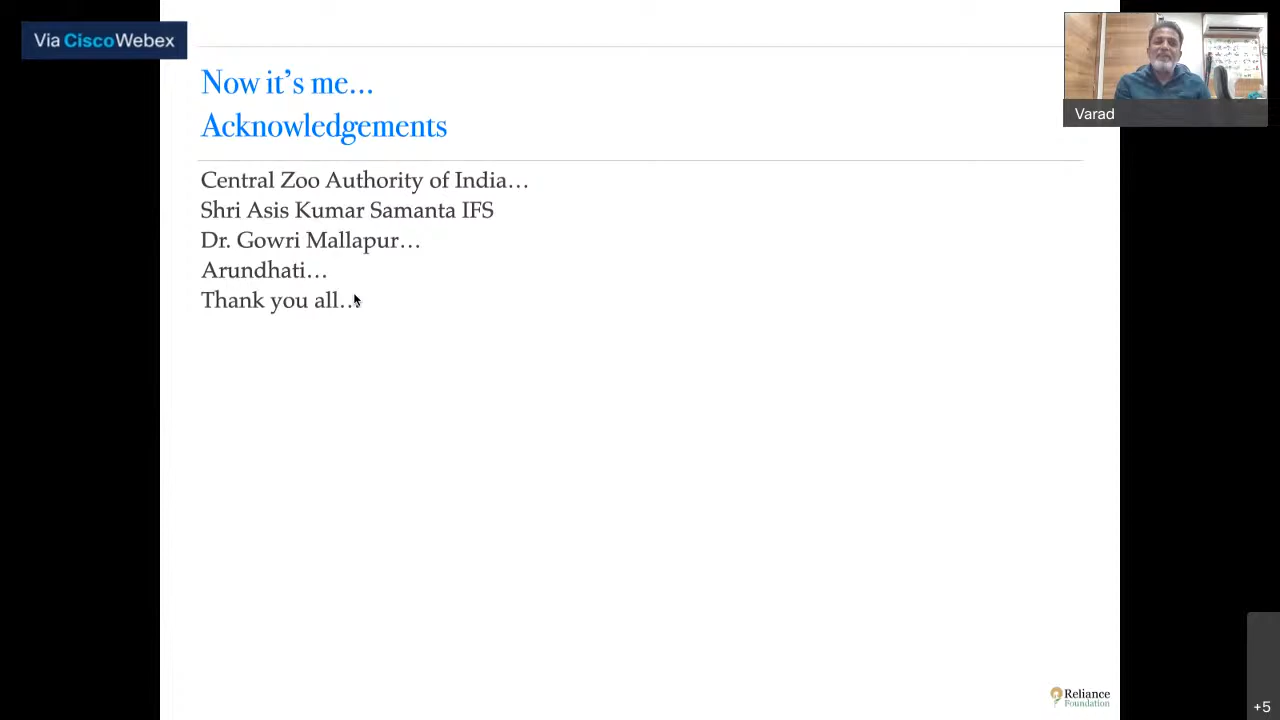 Via CiscoWebex
Now it's me…
Acknowledgements
Varad
Central Zoo Authority of India…
Shri Asis Kumar Samanta IFS
Dr. Gowri Mallapur…
Arundhati…
Thank you all…
Reliance
Foundation
+5